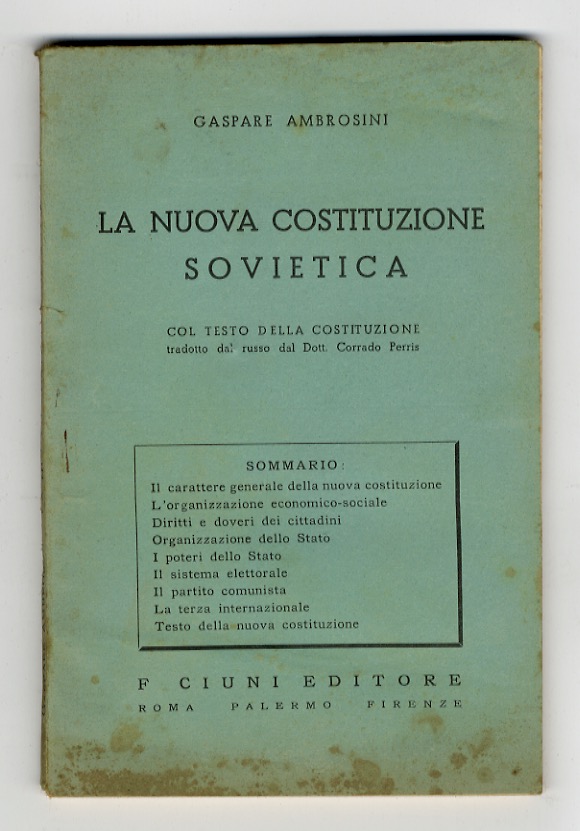 GASPARE AMBROSINI
LA NUOVA COSTITUZIONE
SOVIETICA
COL TESTO DELLA COSTITUZIONE
tradotto dal russo dal Dott. Corrado Perris
SOMMARIO:
Il carattere generale della nuova costituzione
L'organizzazione economico-sociale
Diritti e doveri dei cittadini
Organizzazione dello Stato
I poteri dello Stato
Il sistema elettorale
Il partito comunista
La terza internazionale
Testo della nuova costituzione
F CIUNI EDITORE
ROMA PALERMO FIRENZE